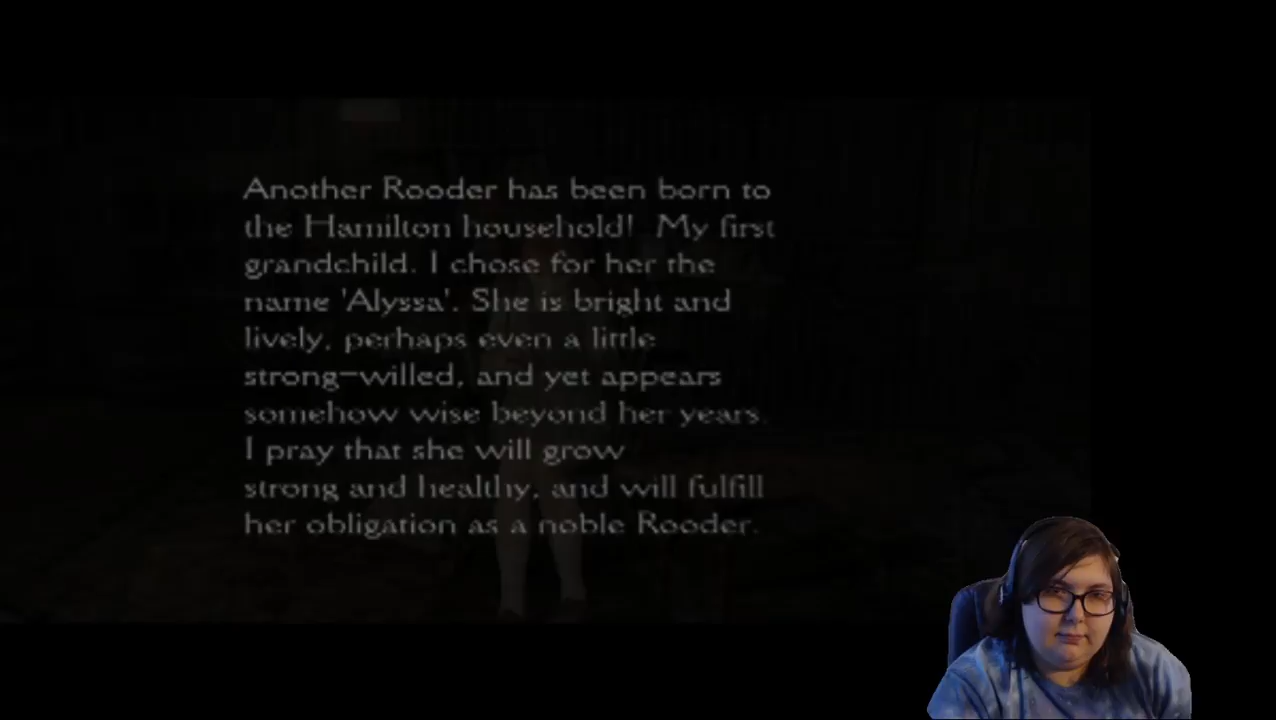 Another Rooder has been born to
the Hamilton household!  My first
grandchild. I chose for her the
name 'Alyssa'. She is bright and
lively, perhaps even a little
strong-willed, and yet appears
somehow wise beyond her years.
I pray that she will grow
strong and healthy, and will fulfill
her obligation as a noble Rooder.